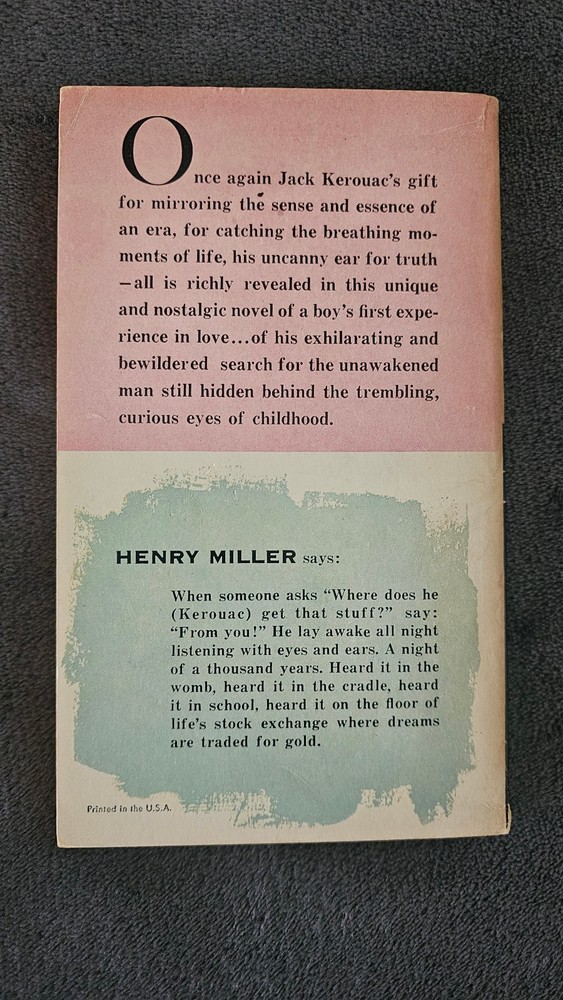 Once again Jack Kerouac's gift
for mirroring the sense and essence of
an era, for catching the breathing mo-
ments of life, his uncanny ear for truth
—all is richly revealed in this unique
and nostalgic novel of a boy's first expe-
rience in love...of his exhilarating and
bewildered search for the unawakened
man still hidden behind the trembling,
curious eyes of childhood.
HENRY MILLER says:
When someone asks "Where does he
(Kerouac) get that stuff?" say:
"From you!" He lay awake all night
listening with eyes and ears. A night
of a thousand years. Heard it in the
womb, heard it in the cradle, heard
it in school, heard it on the floor of
life's stock exchange where dreams
are traded for gold.
Printed in the U.S.A.